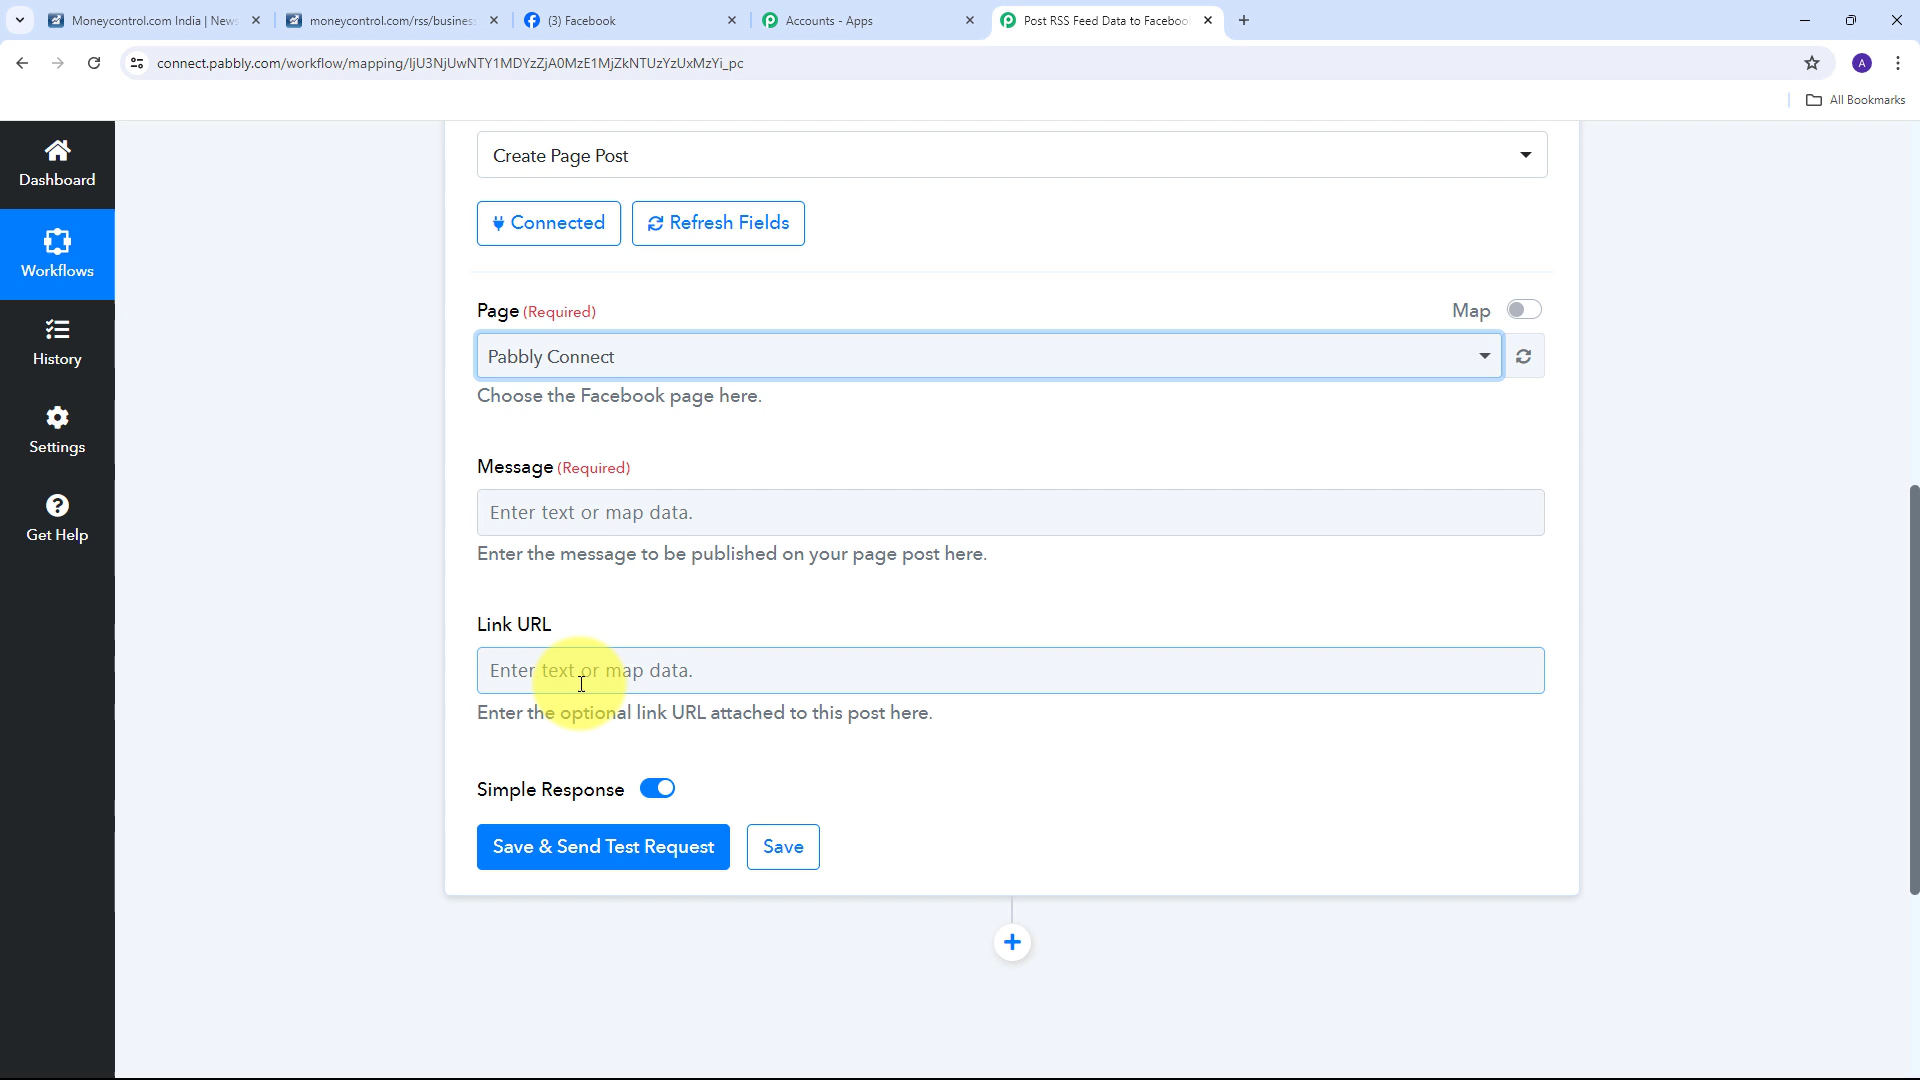 Moneycontrol.com India | News
moneycontrol.com/rss/busines
(3) Facebook
Accounts - Apps
Post RSS Feed Data to Faceboo
connect.pabbly.com/workflow/mapping/IjU3NjUwNTY1MDYzZjA0MzE1MjZkNTUzYzUxMzYi_pc
A
All Bookmarks
Dashboard
Workflows
History
Settings
Get Help
Create Page Post
Connected
Refresh Fields
Page (Required)
Map
Pabbly Connect
Choose the Facebook page here.
Message (Required)
Enter text or map data.
Enter the message to be published on your page post here.
Link URL
Enter text or map data.
Enter the optional link URL attached to this post here.
Simple Response
Save & Send Test Request
Save